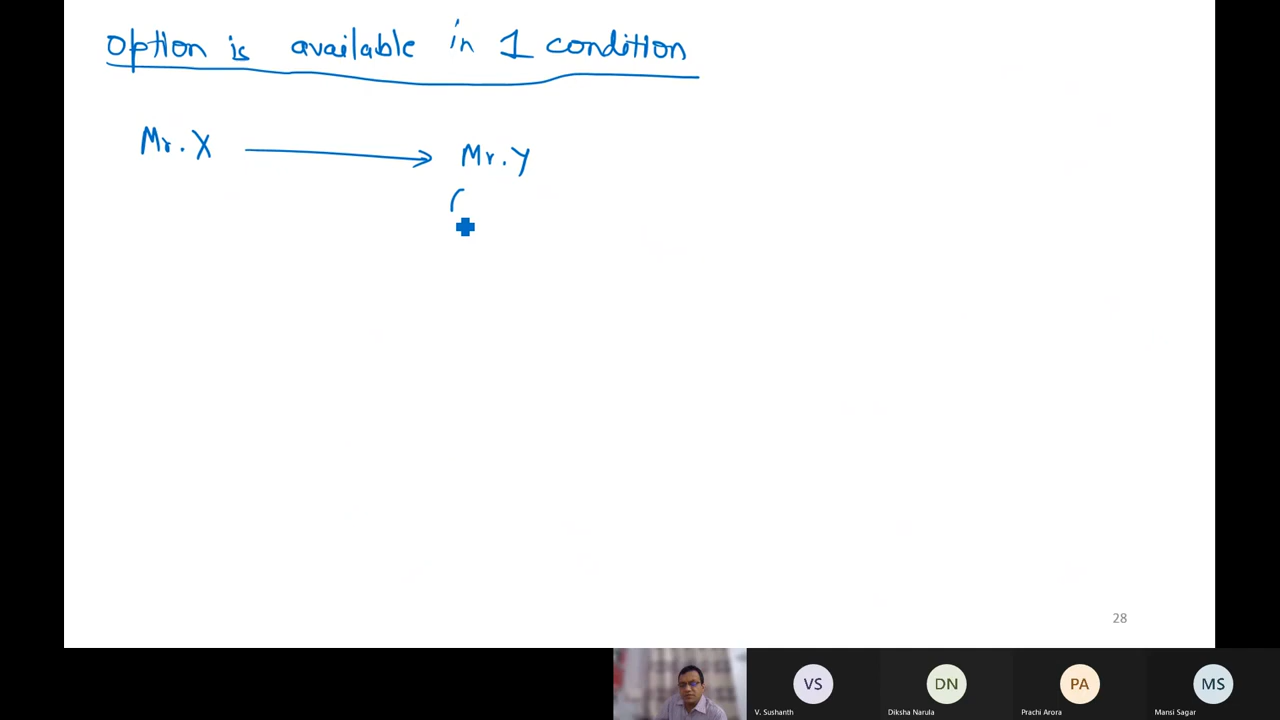 Option is available in 1 condition
Mr. X Mr. Y
(
28
VS DN PA MS
V. Sushanth Diksha Narula Prachi Arora Mansi Sagar